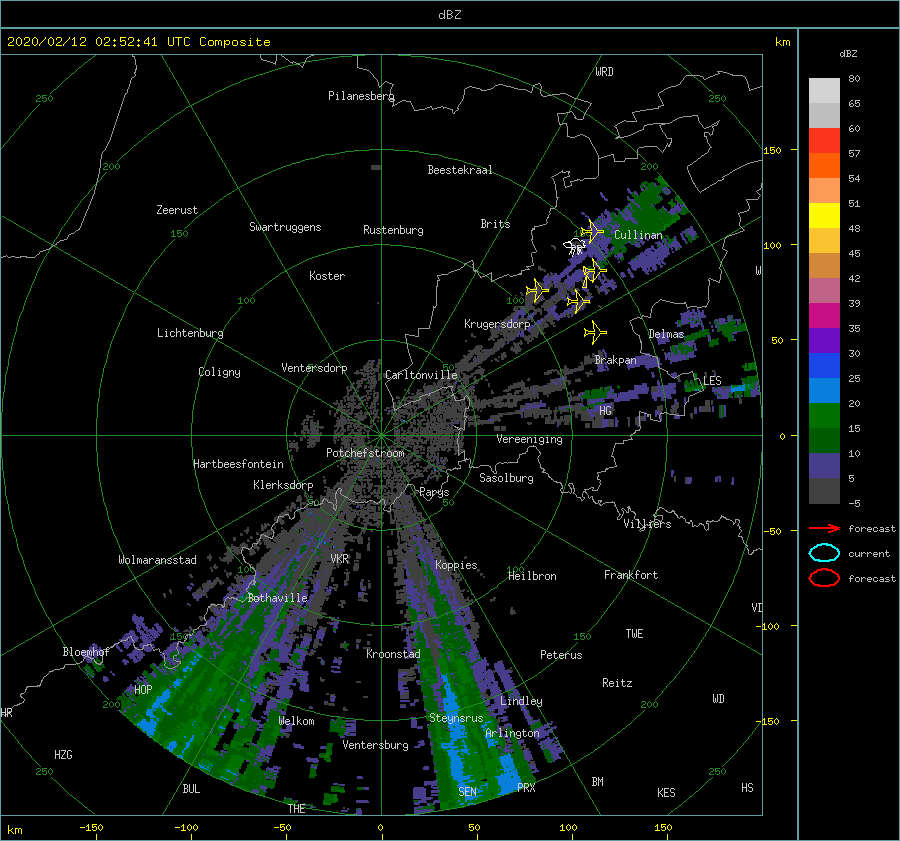 dBZ
2020/02/12 02:52:41 UTC Composite
km
dBZ
WRD
250
250
Pilanesberg
200
200
Beestekraal
150
Zeerust
Swartruggens
Rustenburg
Brits
Cullinan
150
100
Koster
W
100
100
Krugersdorp
Lichtenburg
Delmas
50
Brakpan
Coligny
Ventersdorp
Carltonville
50
LES
HG
0
Vereeniging
Potchefstroom
Hartbeesfontein
Klerksdorp
Sasolburg
Parys
50
50
Villiers
-50
Wolmaransstad
VKR
Koppies
100
100
Heilbron
Frankfort
Bothaville
VD
-100
150
150
TWE
Bloemhof
Kroonstad
Peterus
HOP
Reitz
200
200
WD
HR
Lindley
Welkom
Steynsrus
-150
Arlington
Ventersburg
HZG
250
250
BUL
SEN
PRX
BM
KES
HS
THE
km
-150
-100
-50
0
50
100
150
80
65
60
57
54
51
48
45
42
39
35
30
25
20
15
10
5
-5
forecast
current
forecast